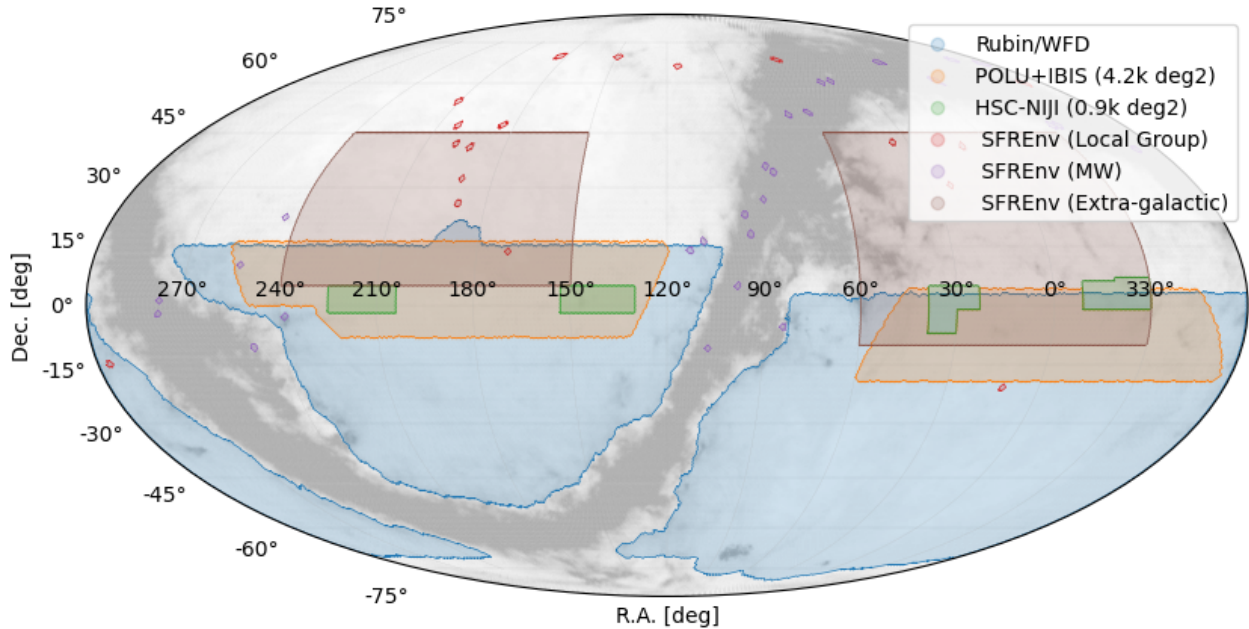 75°
60°
45°
30°
15°
0°
-15°
-30°
-45°
-60°
-75°
Dec. [deg]
270° 240° 210° 180° 150° 120° 90° 60° 30° 0° 330°
R.A. [deg]
Rubin/WFD
POLU+IBIS (4.2k deg2)
HSC-NIJI (0.9k deg2)
SFREnv (Local Group)
SFREnv (MW)
SFREnv (Extra-galactic)